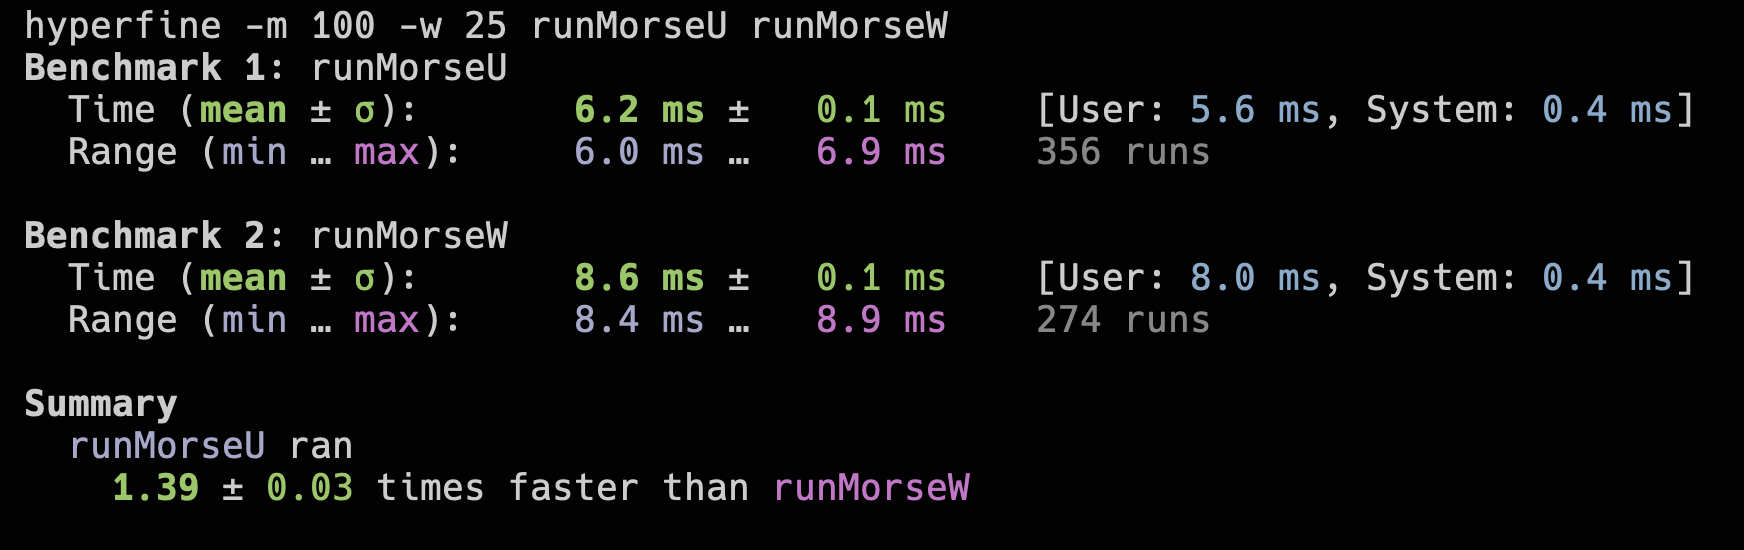 hyperfine -m 100 -w 25 runMorseU runMorseW
Benchmark 1: runMorseU
  Time (mean ± σ):       6.2 ms ±   0.1 ms    [User: 5.6 ms, System: 0.4 ms]
  Range (min … max):     6.0 ms …   6.9 ms    356 runs

Benchmark 2: runMorseW
  Time (mean ± σ):       8.6 ms ±   0.1 ms    [User: 8.0 ms, System: 0.4 ms]
  Range (min … max):     8.4 ms …   8.9 ms    274 runs

Summary
  runMorseU ran
    1.39 ± 0.03 times faster than runMorseW